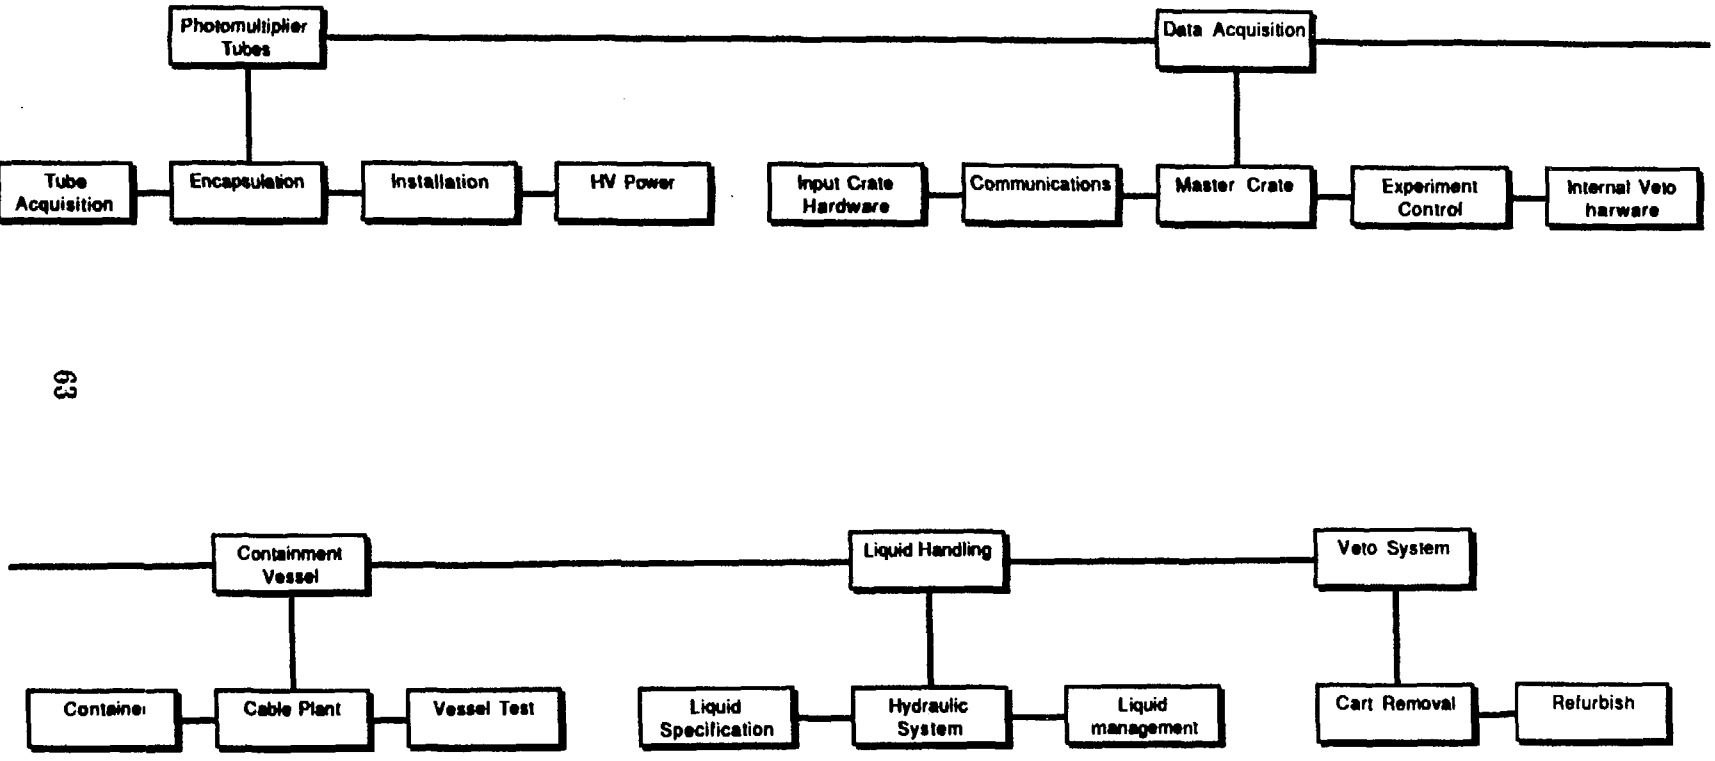 Photomultiplier
Tubes
Data Acquisition
Tube
Acquisition
Encapsulation
Installation
HV Power
Input Crate
Hardware
Communications
Master Crate
Experiment
Control
Internal Veto
harware
63
Containment
Vessel
Liquid Handling
Veto System
Container
Cable Plant
Vessel Test
Liquid
Specification
Hydraulic
System
Liquid
management
Cart Removal
Refurbish